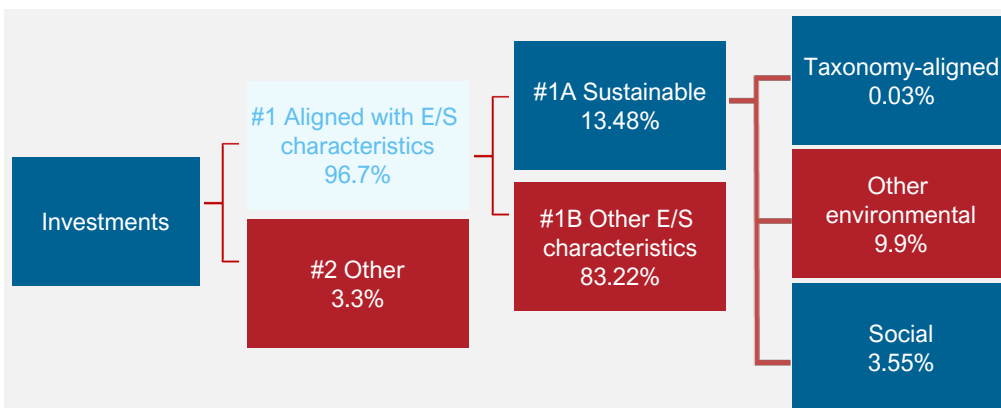 Investments
#1 Aligned with E/S
characteristics
96.7%
#2 Other
3.3%
#1A Sustainable
13.48%
#1B Other E/S
characteristics
83.22%
Taxonomy-aligned
0.03%
Other
environmental
9.9%
Social
3.55%